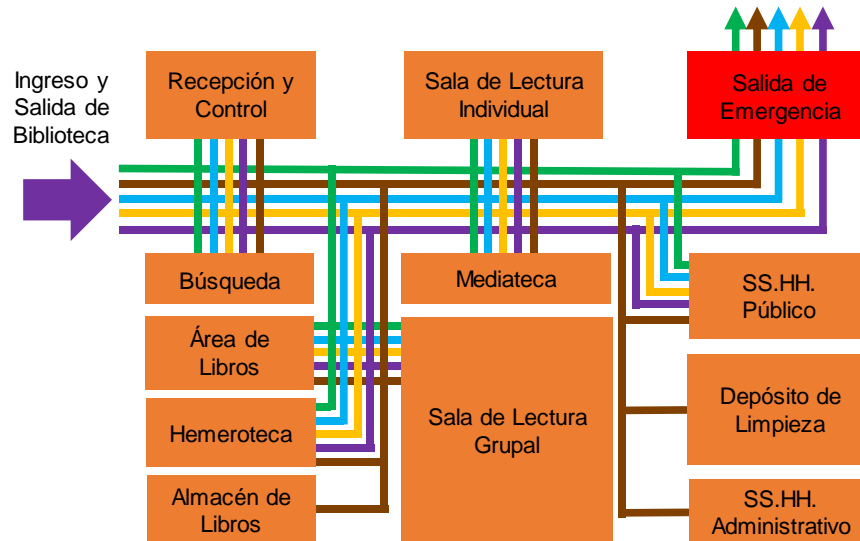 Ingreso y
Salida de
Biblioteca
Recepción y
Control
Sala de Lectura
Individual
Salida de
Emergencia
Búsqueda
Mediateca
SS.HH.
Público
Área de
Libros
Sala de Lectura
Grupal
Depósito de
Limpieza
Hemeroteca
Almacén de
Libros
SS.HH.
Administrativo